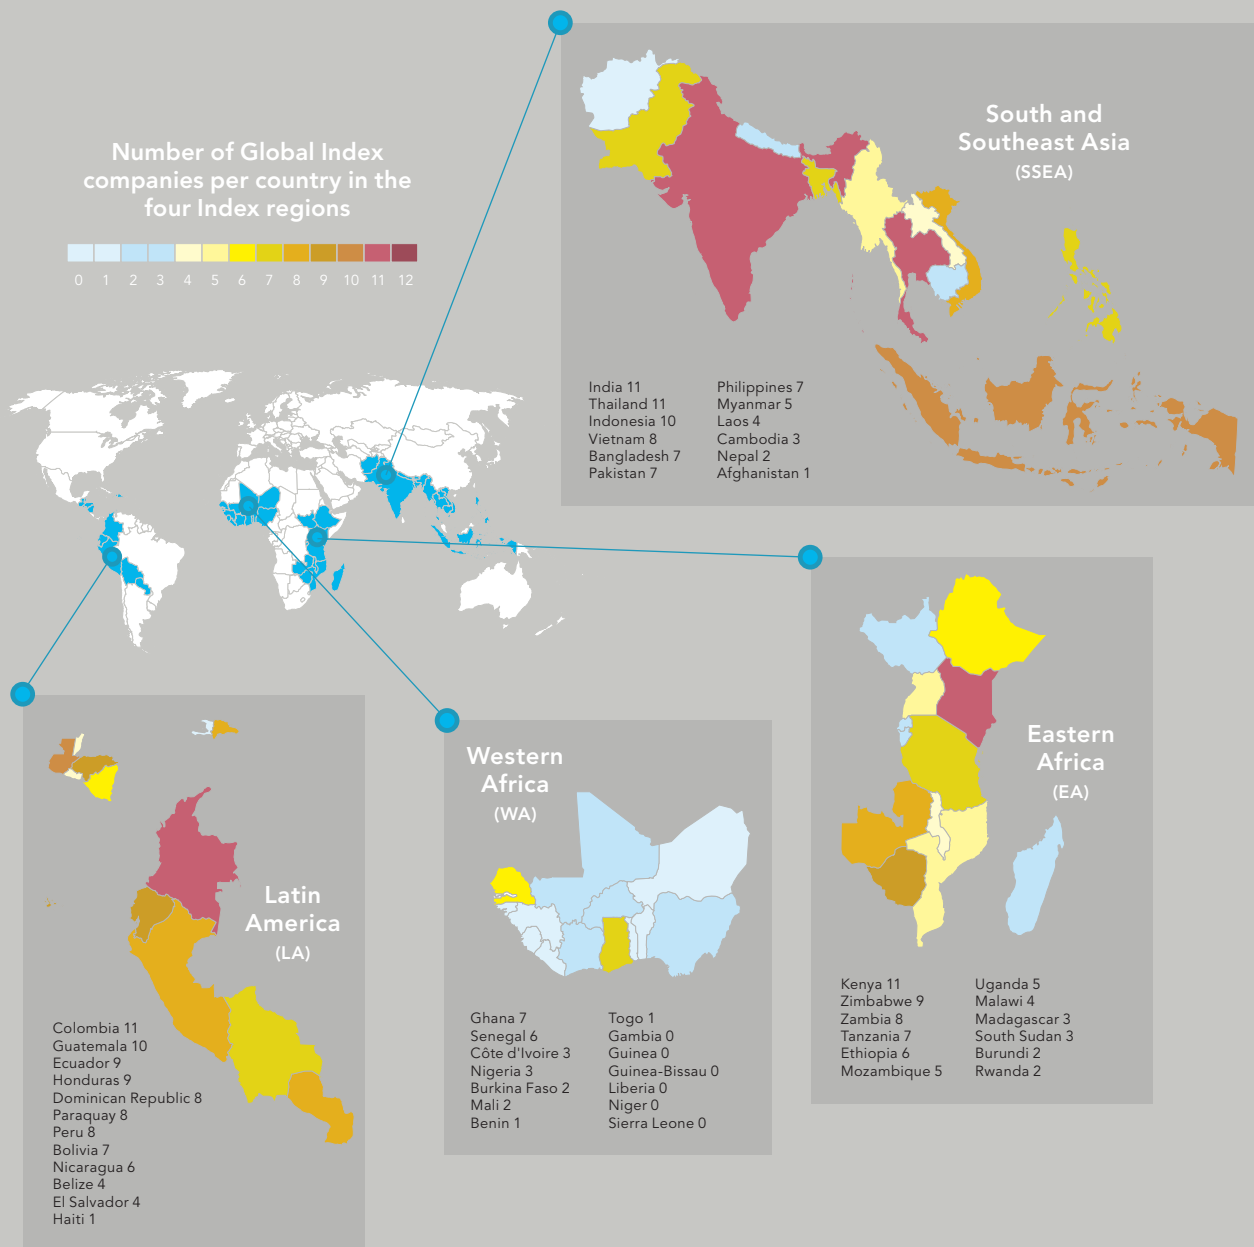 Number of Global Index
companies per country in the
four Index regions
0 1 2 3 4 5 6 7 8 9 10 11 12
South and
Southeast Asia
(SSEA)
India 11
Thailand 11
Indonesia 10
Vietnam 8
Bangladesh 7
Pakistan 7
Philippines 7
Myanmar 5
Laos 4
Cambodia 3
Nepal 2
Afghanistan 1
Latin
America
(LA)
Colombia 11
Guatemala 10
Ecuador 9
Honduras 9
Dominican Republic 8
Paraquay 8
Peru 8
Bolivia 7
Nicaragua 6
Belize 4
El Salvador 4
Haiti 1
Western
Africa
(WA)
Ghana 7
Senegal 6
Côte d'Ivoire 3
Nigeria 3
Burkina Faso 2
Mali 2
Benin 1
Togo 1
Gambia 0
Guinea 0
Guinea-Bissau 0
Liberia 0
Niger 0
Sierra Leone 0
Eastern
Africa
(EA)
Kenya 11
Zimbabwe 9
Zambia 8
Tanzania 7
Ethiopia 6
Mozambique 5
Uganda 5
Malawi 4
Madagascar 3
South Sudan 3
Burundi 2
Rwanda 2